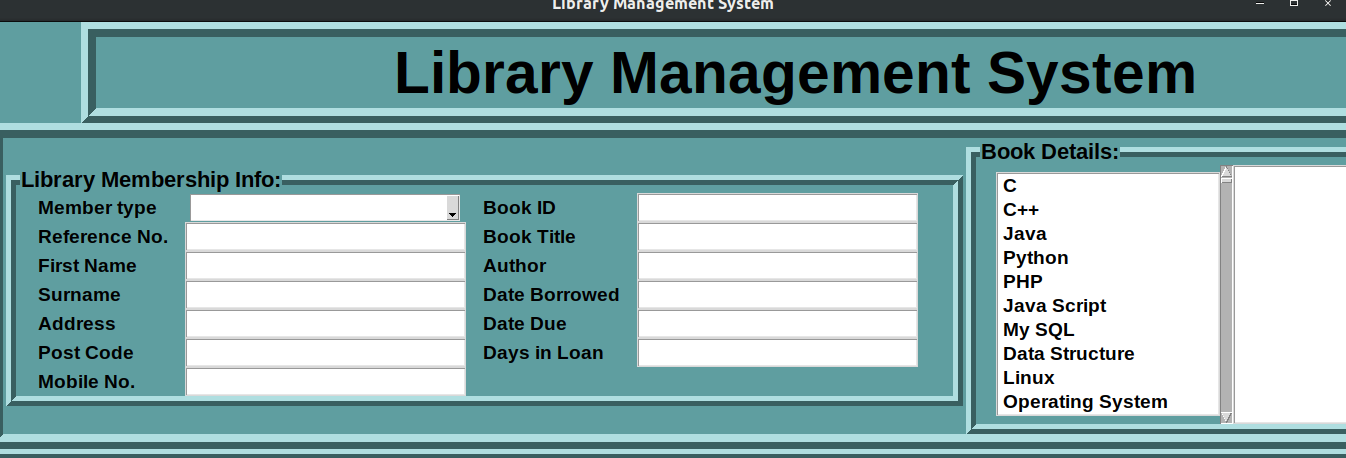 Library Management System
Library Management System
Library Membership Info:
Member type
Reference No.
First Name
Surname
Address
Post Code
Mobile No.
Book ID
Book Title
Author
Date Borrowed
Date Due
Days in Loan
Book Details:
C
C++
Java
Python
PHP
Java Script
My SQL
Data Structure
Linux
Operating System